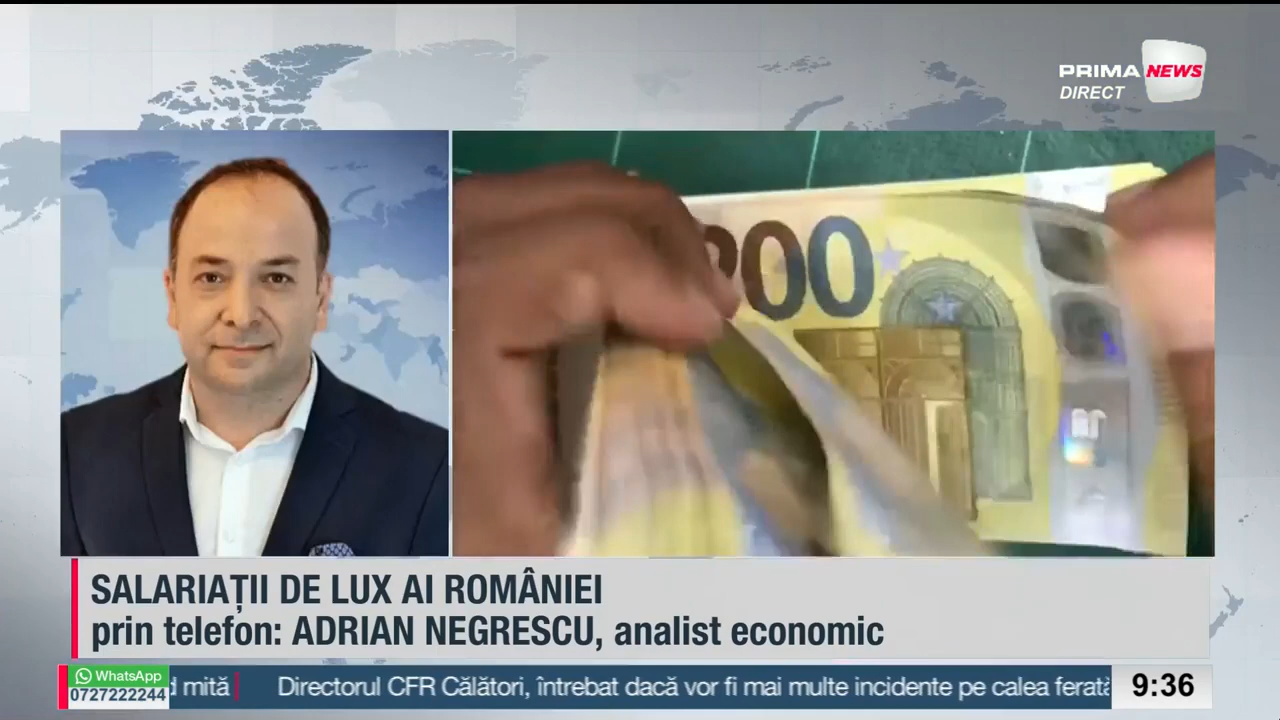 PRIMA NEWS
DIRECT
200
SALARIAȚII DE LUX AI ROMÂNIEI
prin telefon: ADRIAN NEGRESCU, analist economic
WhatsApp
0727222244
d mită
Directorul CFR Călători, întrebat dacă vor fi mai multe incidente pe calea ferată
9:36